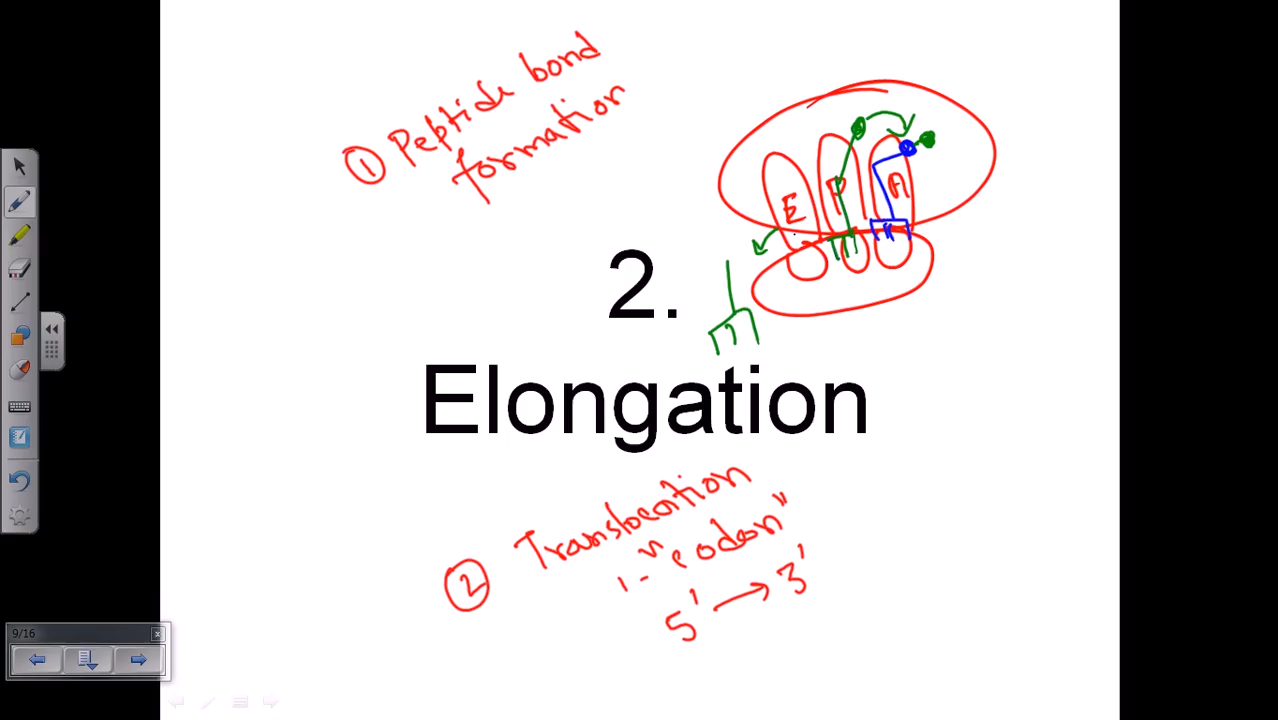 ① Peptide bond
formation
E P A
2.
Elongation
② Translocation
1 - "codon"
5' → 3'
9/16